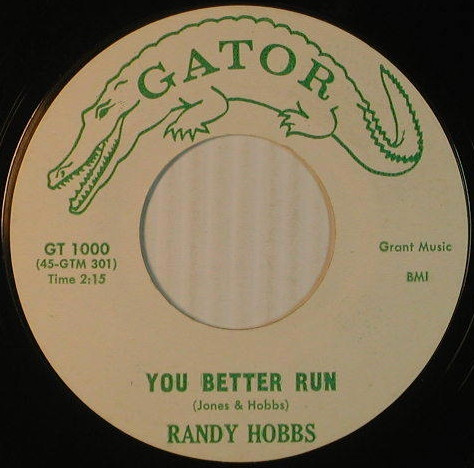 GATOR
GT 1000
(45-GTM 301)
Time 2:15
Grant Music
BMI
YOU BETTER RUN
(Jones & Hobbs)
RANDY HOBBS